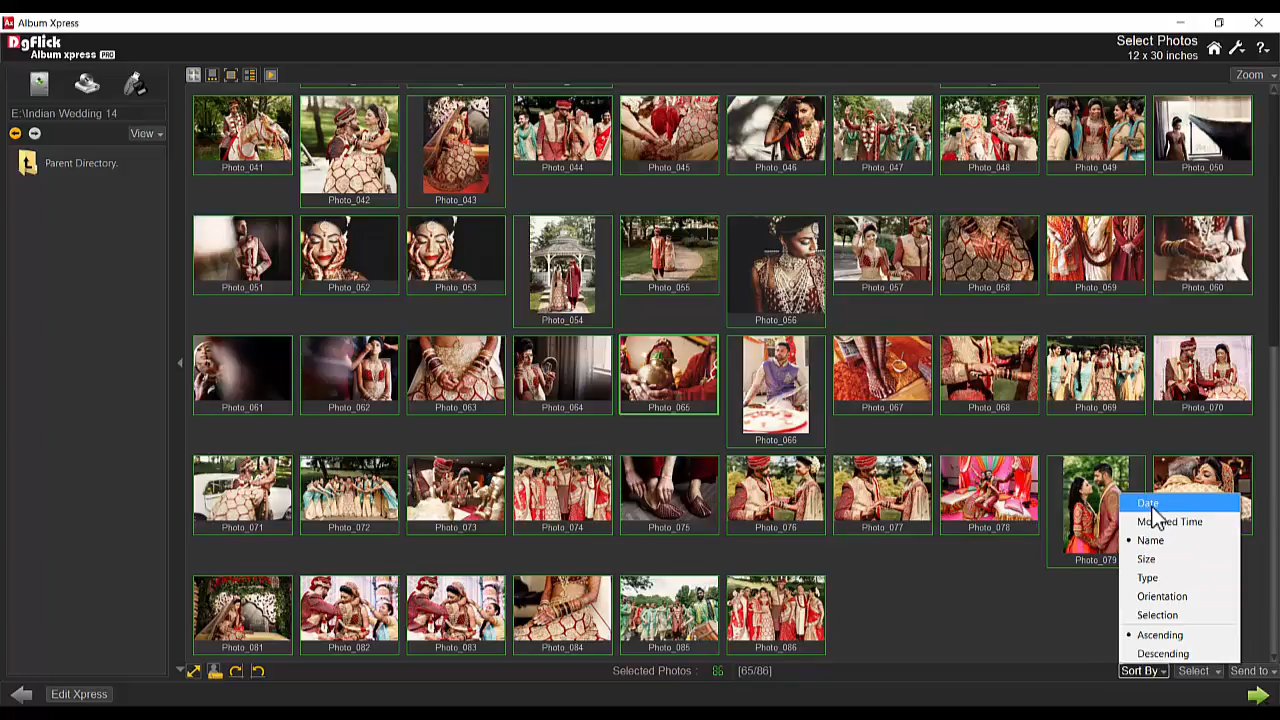 Album Xpress
DgFlick
Album xpress PRO
Select Photos
12 x 30 inches
Zoom
E:\Indian Wedding 14
View
Parent Directory.
Photo_041 Photo_044 Photo_045 Photo_046 Photo_047 Photo_048 Photo_049 Photo_050
Photo_042 Photo_043
Photo_051 Photo_052 Photo_053 Photo_055 Photo_057 Photo_058 Photo_059 Photo_060
Photo_054 Photo_056
Photo_061 Photo_062 Photo_063 Photo_064 Photo_065 Photo_067 Photo_068 Photo_069 Photo_070
Photo_066
Photo_071 Photo_072 Photo_073 Photo_074 Photo_075 Photo_076 Photo_077 Photo_078
Photo_079
Photo_081 Photo_082 Photo_083 Photo_084 Photo_085 Photo_086
Date
Time
Name
Size
Type
Orientation
Selection
Ascending
Descending
Selected Photos : 86 [65/86]
Sort By Select Send to
Edit Xpress